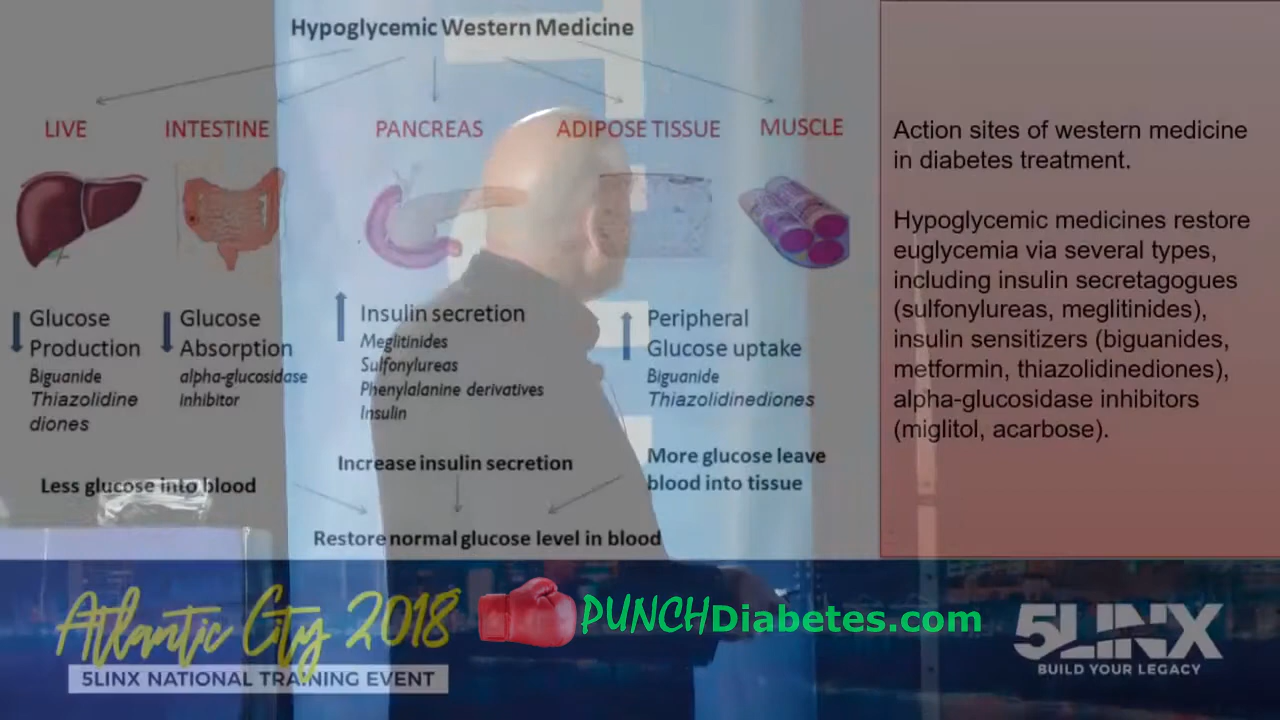 Hypoglycemic Western Medicine
LIVE
INTESTINE
PANCREAS
ADIPOSE TISSUE
MUSCLE
Glucose
Production
Biguanide
Thiazolidine
diones
Glucose
Absorption
alpha-glucosidase
inhibitor
Insulin secretion
Meglitinides
Sulfonylureas
Phenylalanine derivatives
Insulin
Peripheral
Glucose uptake
Biguanide
Thiazolidinediones
Less glucose into blood
Increase insulin secretion
More glucose leave
blood into tissue
Restore normal glucose level in blood
Action sites of western medicine
in diabetes treatment.
Hypoglycemic medicines restore
euglycemia via several types,
including insulin secretagogues
(sulfonylureas, meglitinides),
insulin sensitizers (biguanides,
metformin, thiazolidinediones),
alpha-glucosidase inhibitors
(miglitol, acarbose).
Atlantic City 2018
5LINX NATIONAL TRAINING EVENT
PUNCHDiabetes.com
5LINX
BUILD YOUR LEGACY